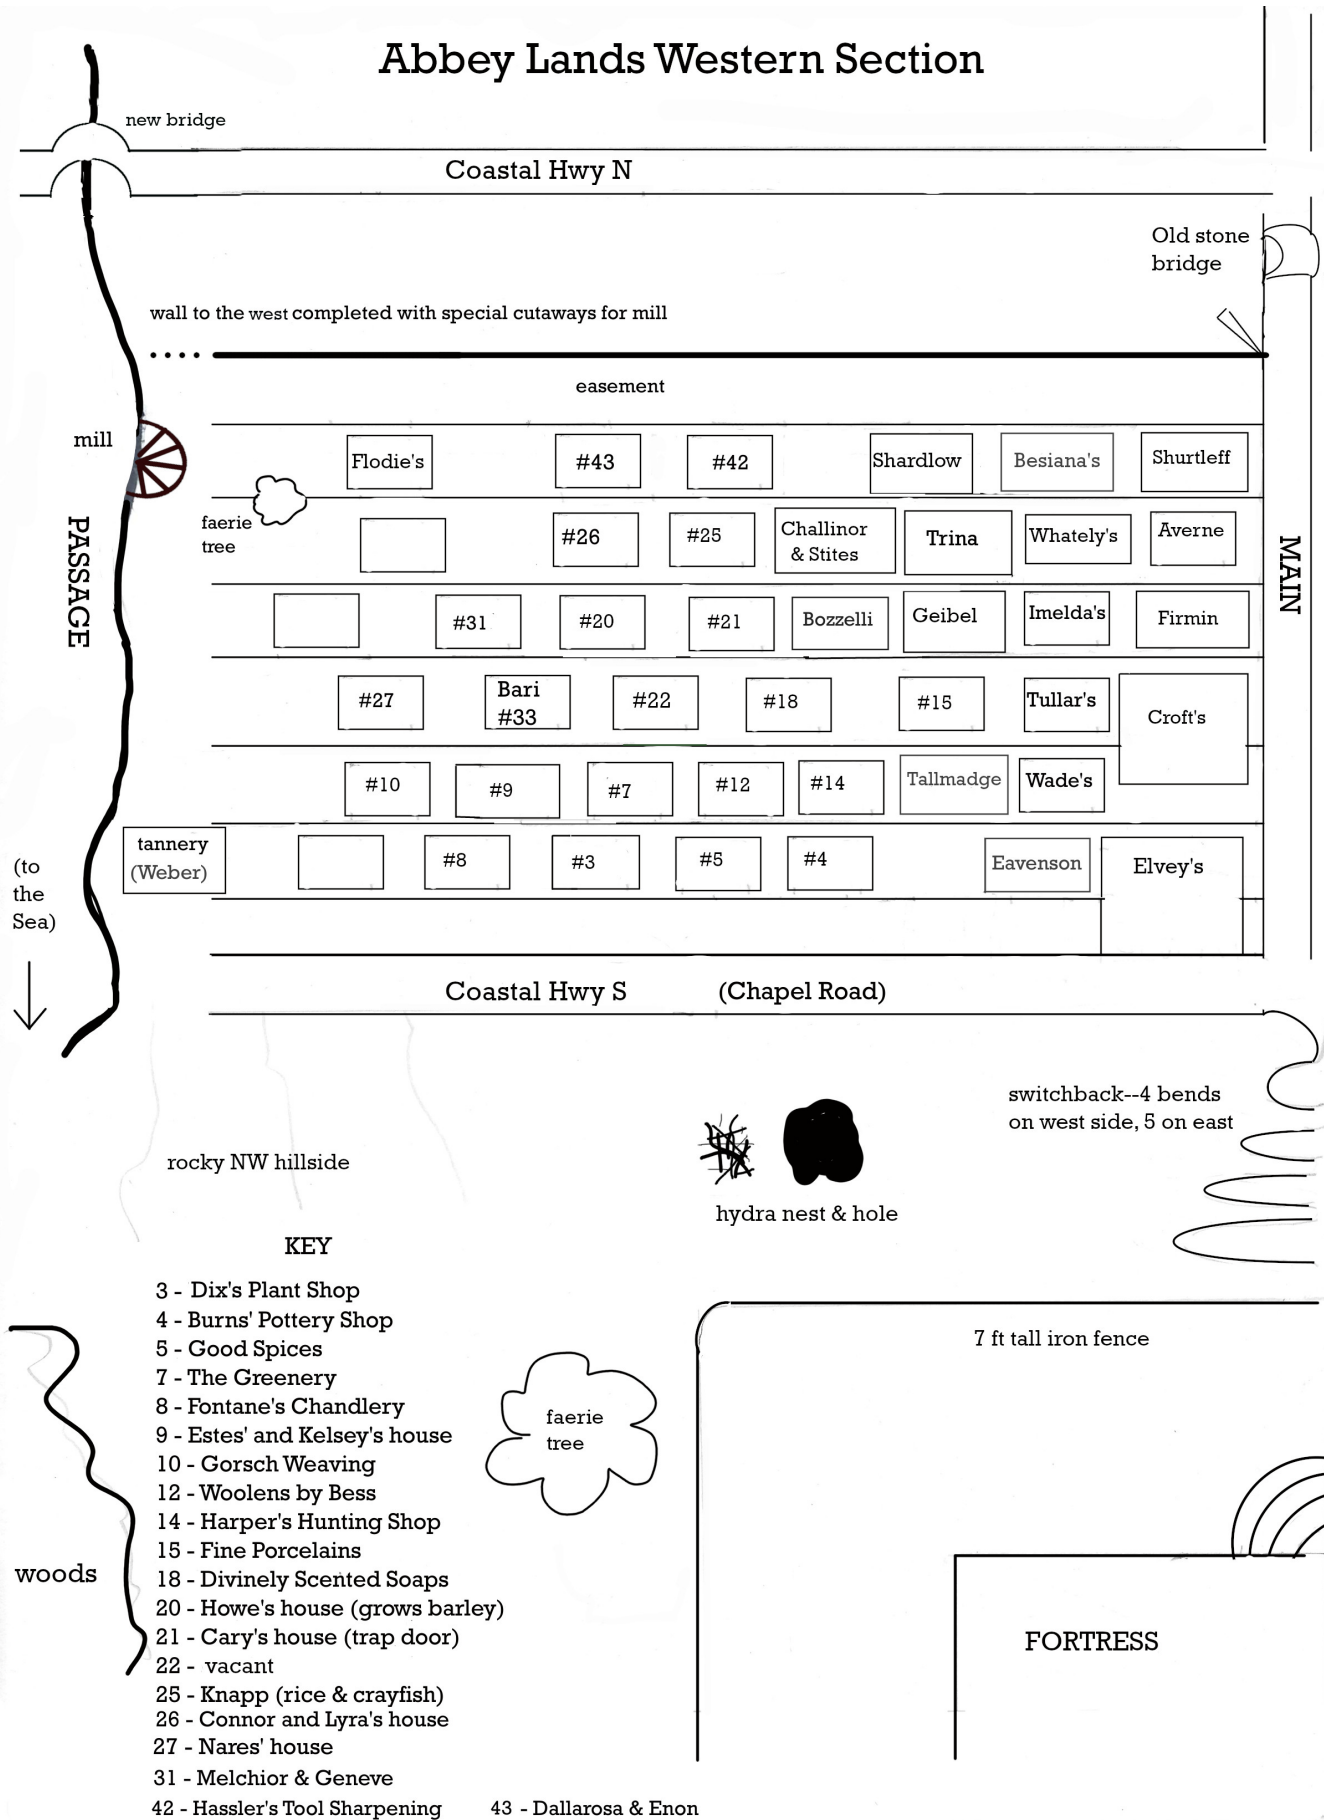 Abbey Lands Western Section
new bridge
Coastal Hwy N
Old stone
bridge
wall to the west completed with special cutaways for mill
easement
mill
Flodie's
#43
#42
Shardlow
Besiana's
Shurtleff
faerie
tree
#26
#25
Challinor
& Stites
Trina
Whately's
Averne
PASSAGE
MAIN
#31
#20
#21
Bozzelli
Geibel
Imelda's
Firmin
#27
Bari
#33
#22
#18
#15
Tullar's
Croft's
#10
#9
#7
#12
#14
Tallmadge
Wade's
tannery
(Weber)
#8
#3
#5
#4
Eavenson
Elvey's
(to
the
Sea)
Coastal Hwy S (Chapel Road)
switchback--4 bends
on west side, 5 on east
rocky NW hillside
hydra nest & hole
KEY
3 - Dix's Plant Shop
4 - Burns' Pottery Shop
5 - Good Spices
7 - The Greenery
8 - Fontane's Chandlery
9 - Estes' and Kelsey's house
10 - Gorsch Weaving
12 - Woolens by Bess
14 - Harper's Hunting Shop
15 - Fine Porcelains
18 - Divinely Scented Soaps
20 - Howe's house (grows barley)
21 - Cary's house (trap door)
22 - vacant
25 - Knapp (rice & crayfish)
26 - Connor and Lyra's house
27 - Nares' house
31 - Melchior & Geneve
42 - Hassler's Tool Sharpening
43 - Dallarosa & Enon
7 ft tall iron fence
faerie
tree
woods
FORTRESS